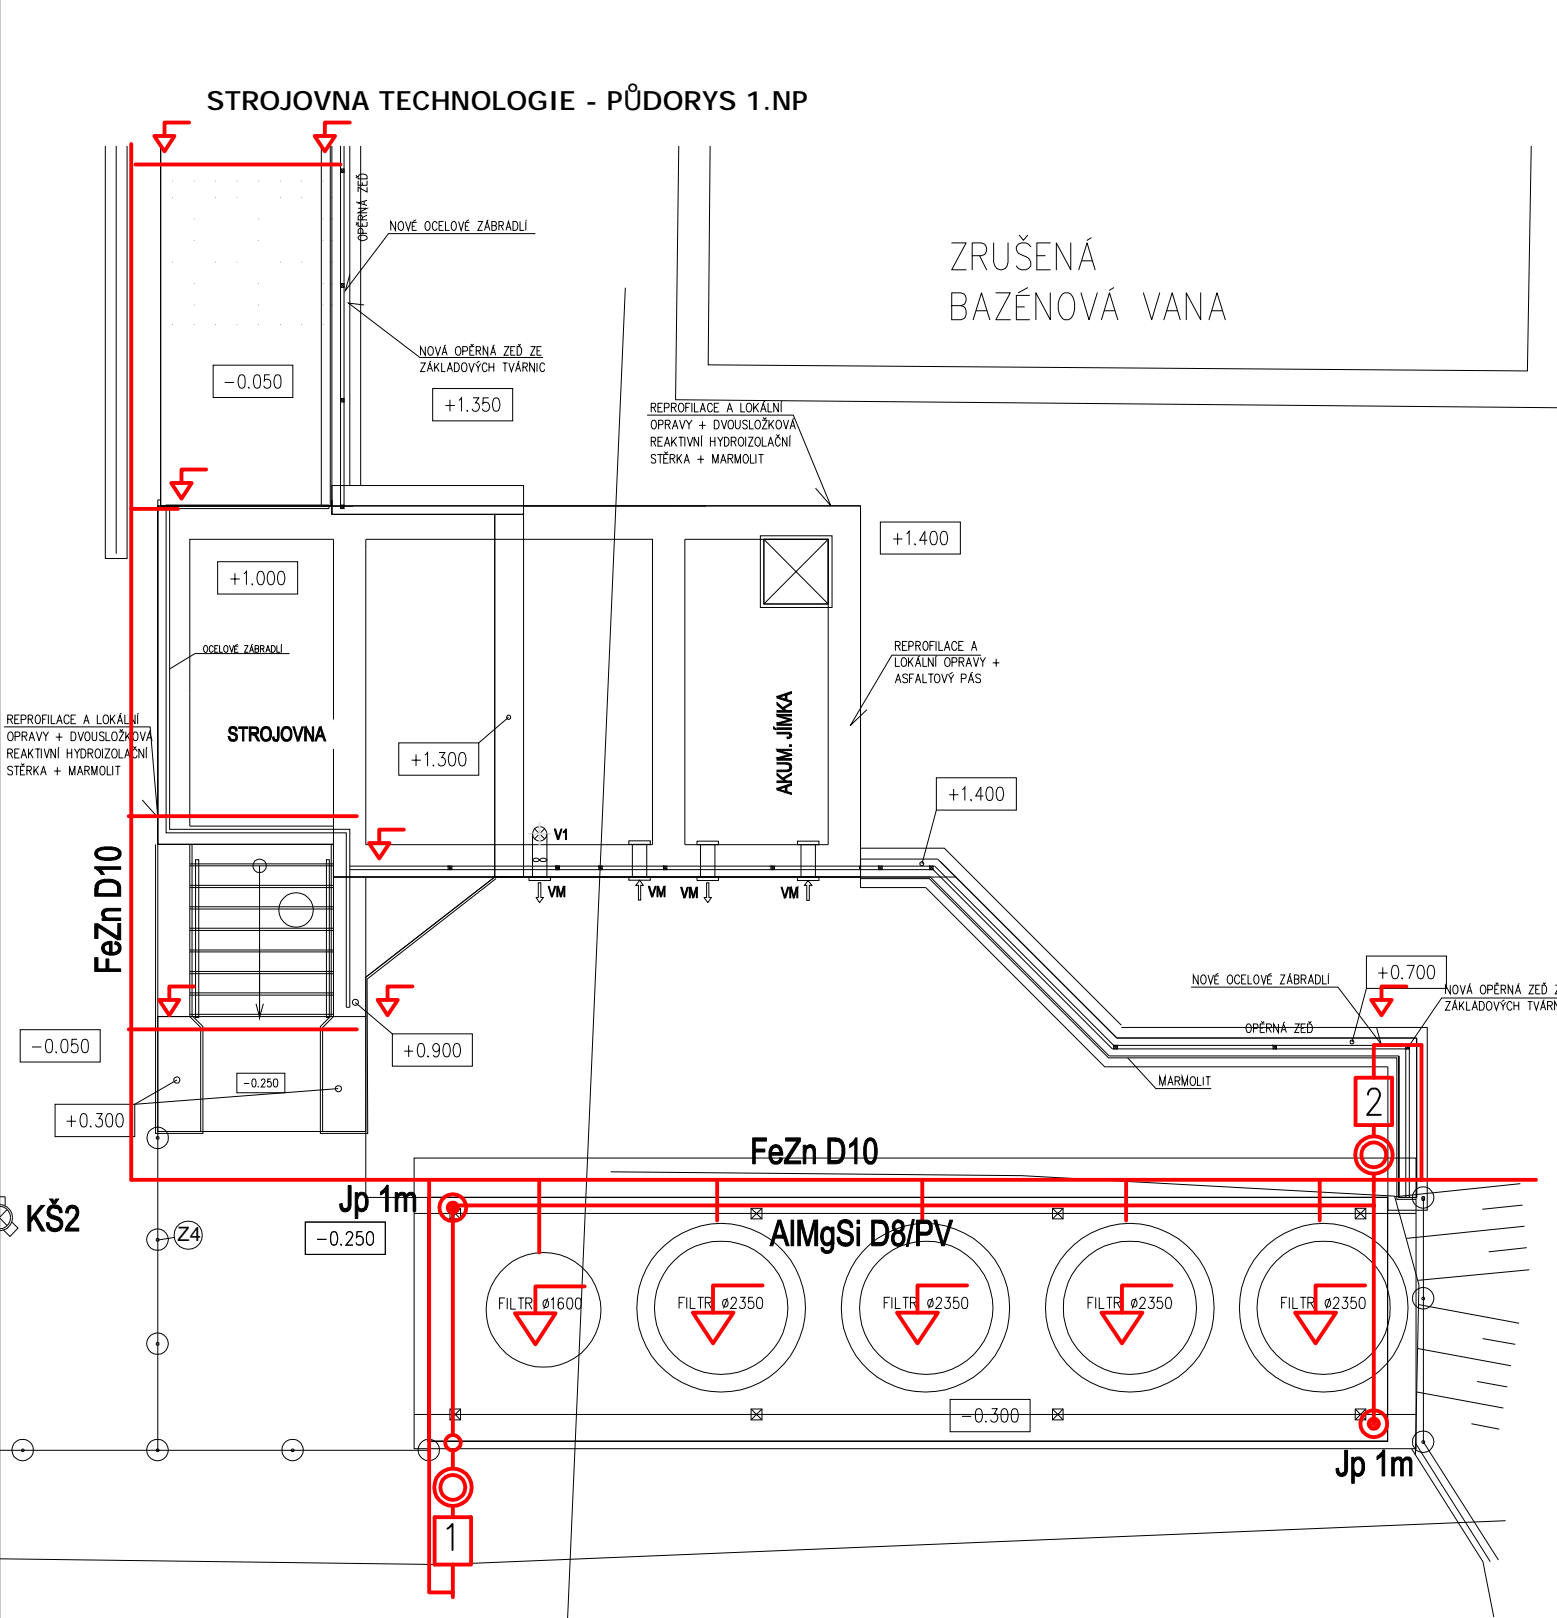 STROJOVNA TECHNOLOGIE - PŮDORYS 1.NP
OPĚRNÁ ZEĎ
NOVÉ OCELOVÉ ZÁBRADLÍ
ZRUŠENÁ
BAZÉNOVÁ VANA
NOVÁ OPĚRNÁ ZEĎ ZE
ZÁKLADOVÝCH TVÁRNIC
-0.050
+1.350
REPROFILACE A LOKÁLNÍ
OPRAVY + DVOUSLOŽKOVÁ
REAKTIVNÍ HYDROIZOLAČNÍ
STĚRKA + MARMOLIT
+1.400
+1.000
OCELOVÉ ZÁBRADLÍ
REPROFILACE A
LOKÁLNÍ OPRAVY +
ASFALTOVÝ PÁS
REPROFILACE A LOKÁLNÍ
OPRAVY + DVOUSLOŽKOVÁ
REAKTIVNÍ HYDROIZOLAČNÍ
STĚRKA + MARMOLIT
STROJOVNA
+1.300
AKUM. JÍMKA
+1.400
V1
VM
VM
VM
VM
FeZn D10
NOVÉ OCELOVÉ ZÁBRADLÍ
+0.700
NOVÁ OPĚRNÁ ZEĎ Z
ZÁKLADOVÝCH TVÁRN
OPĚRNÁ ZEĎ
-0.050
+0.900
-0.250
MARMOLIT
2
+0.300
FeZn D10
Jp 1m
KŠ2
Z4
-0.250
AlMgSi D8/PV
FILTR ø1600
FILTR ø2350
FILTR ø2350
FILTR ø2350
FILTR ø2350
-0.300
Jp 1m
1